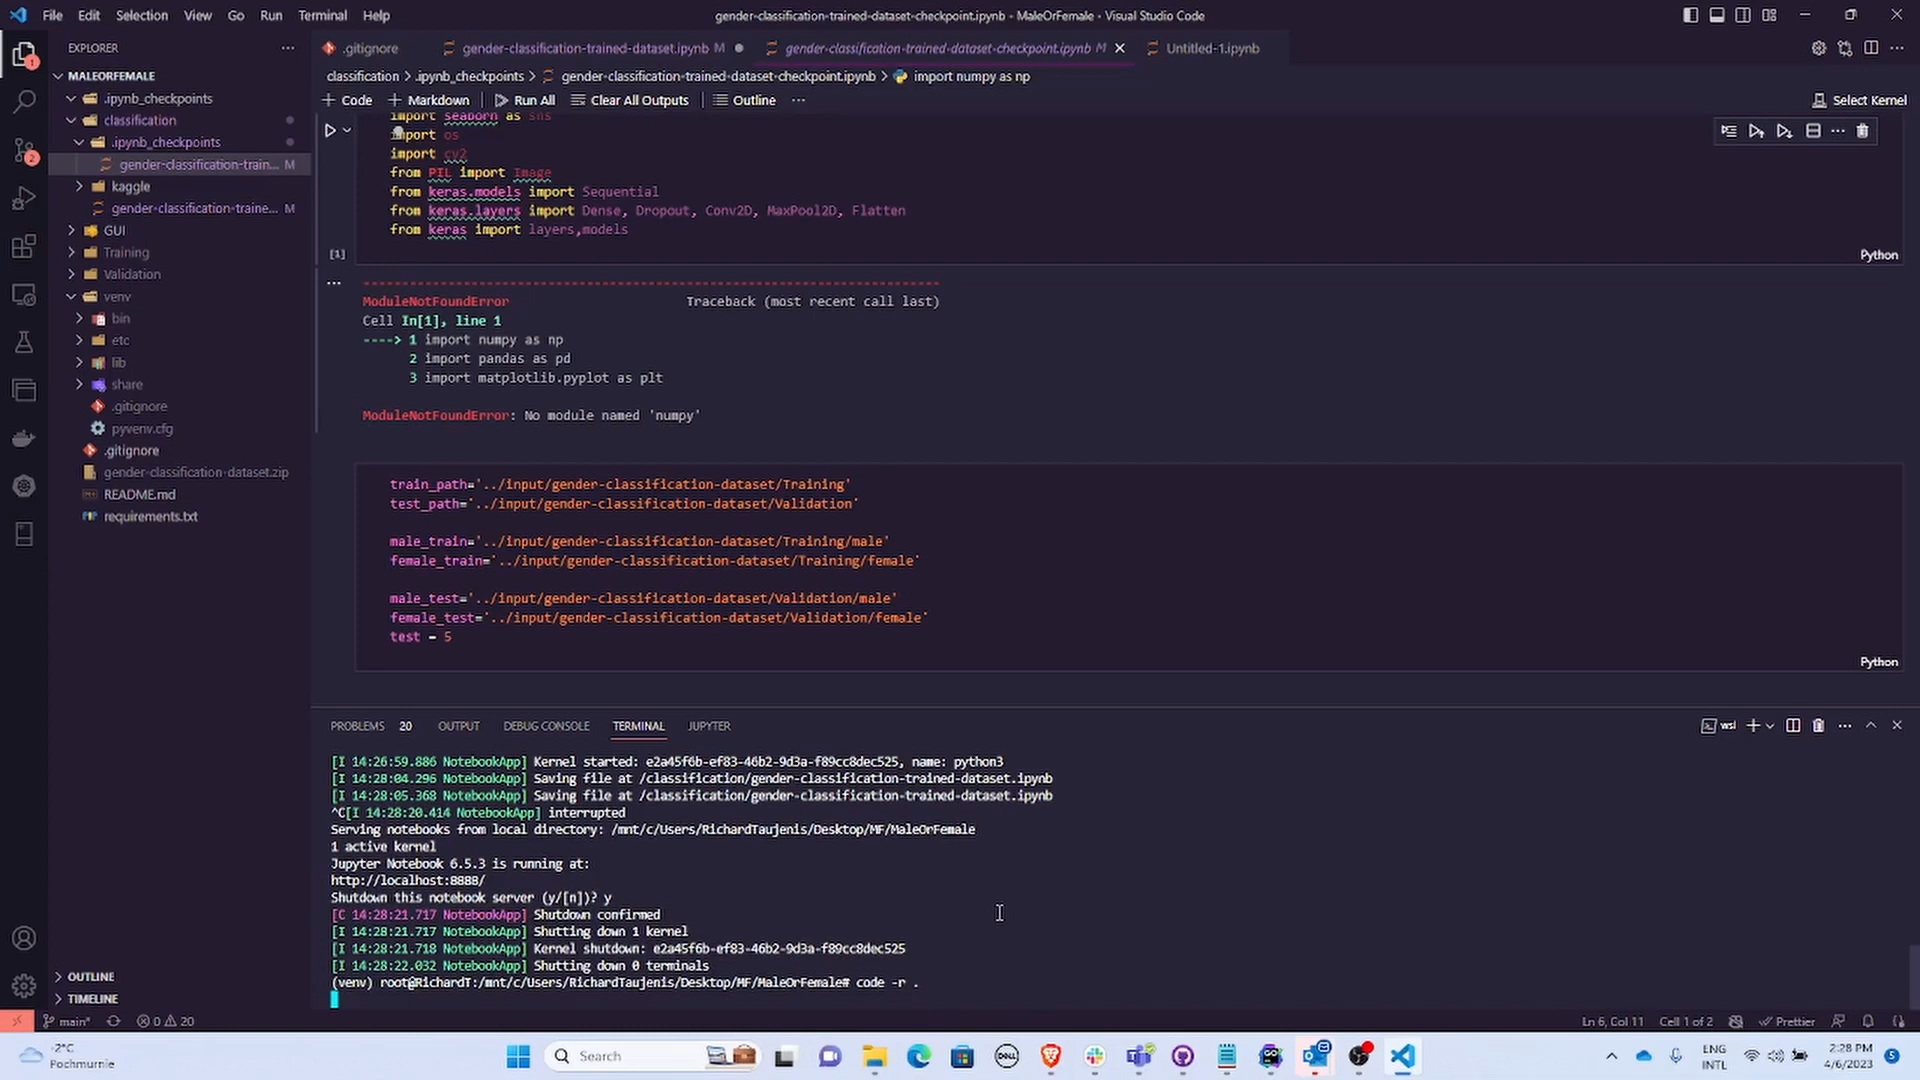 File Edit Selection View Go Run Terminal Help
gender-classification-trained-dataset-checkpoint.ipynb - MaleOrFemale - Visual Studio Code
EXPLORER
.gitignore
gender-classification-trained-dataset.ipynb M
gender-classification-trained-dataset-checkpoint.ipynb M
Untitled-1.ipynb
MALEORFEMALE
.ipynb_checkpoints
classification
.ipynb_checkpoints
gender-classification-train... M
kaggle
gender-classification-traine... M
GUI
Training
Validation
venv
bin
etc
lib
share
.gitignore
pyvenv.cfg
.gitignore
gender-classification-dataset.zip
README.md
requirements.txt
OUTLINE
TIMELINE
1
2
classification > .ipynb_checkpoints > gender-classification-trained-dataset-checkpoint.ipynb > import numpy as np
+ Code + Markdown Run All Clear All Outputs Outline ... Select Kernel
import seaborn as sns
import os
import cv2
from PIL import Image
from keras.models import Sequential
from keras.layers import Dense, Dropout, Conv2D, MaxPool2D, Flatten
from keras import layers,models
[1]
Python
---------------------------------------------------------------------------
ModuleNotFoundError Traceback (most recent call last)
Cell In[1], line 1
----> 1 import numpy as np
2 import pandas as pd
3 import matplotlib.pyplot as plt
ModuleNotFoundError: No module named 'numpy'
train_path='../input/gender-classification-dataset/Training'
test_path='../input/gender-classification-dataset/Validation'
male_train='../input/gender-classification-dataset/Training/male'
female_train='../input/gender-classification-dataset/Training/female'
male_test='../input/gender-classification-dataset/Validation/male'
female_test='../input/gender-classification-dataset/Validation/female'
test = 5
Python
PROBLEMS 20 OUTPUT DEBUG CONSOLE TERMINAL JUPYTER
wsl
[I 14:26:59.886 NotebookApp] Kernel started: e2a45f6b-ef83-46b2-9d3a-f89cc8dec525, name: python3
[I 14:28:04.296 NotebookApp] Saving file at /classification/gender-classification-trained-dataset.ipynb
[I 14:28:05.368 NotebookApp] Saving file at /classification/gender-classification-trained-dataset.ipynb
^C[I 14:28:20.414 NotebookApp] interrupted
Serving notebooks from local directory: /mnt/c/Users/RichardTaujenis/Desktop/MF/MaleOrFemale
1 active kernel
Jupyter Notebook 6.5.3 is running at:
http://localhost:8888/
Shutdown this notebook server (y/[n])? y
[C 14:28:21.717 NotebookApp] Shutdown confirmed
[I 14:28:21.717 NotebookApp] Shutting down 1 kernel
[I 14:28:21.718 NotebookApp] Kernel shutdown: e2a45f6b-ef83-46b2-9d3a-f89cc8dec525
[I 14:28:22.032 NotebookApp] Shutting down 0 terminals
(venv) root@RichardT:/mnt/c/Users/RichardTaujenis/Desktop/MF/MaleOrFemale# code -r .
main* 0 20
Ln 6, Col 11 Cell 1 of 2 Prettier
-2°C
Pochmurnie
Search
DELL
ENG
INTL
2:28 PM
4/6/2023
5